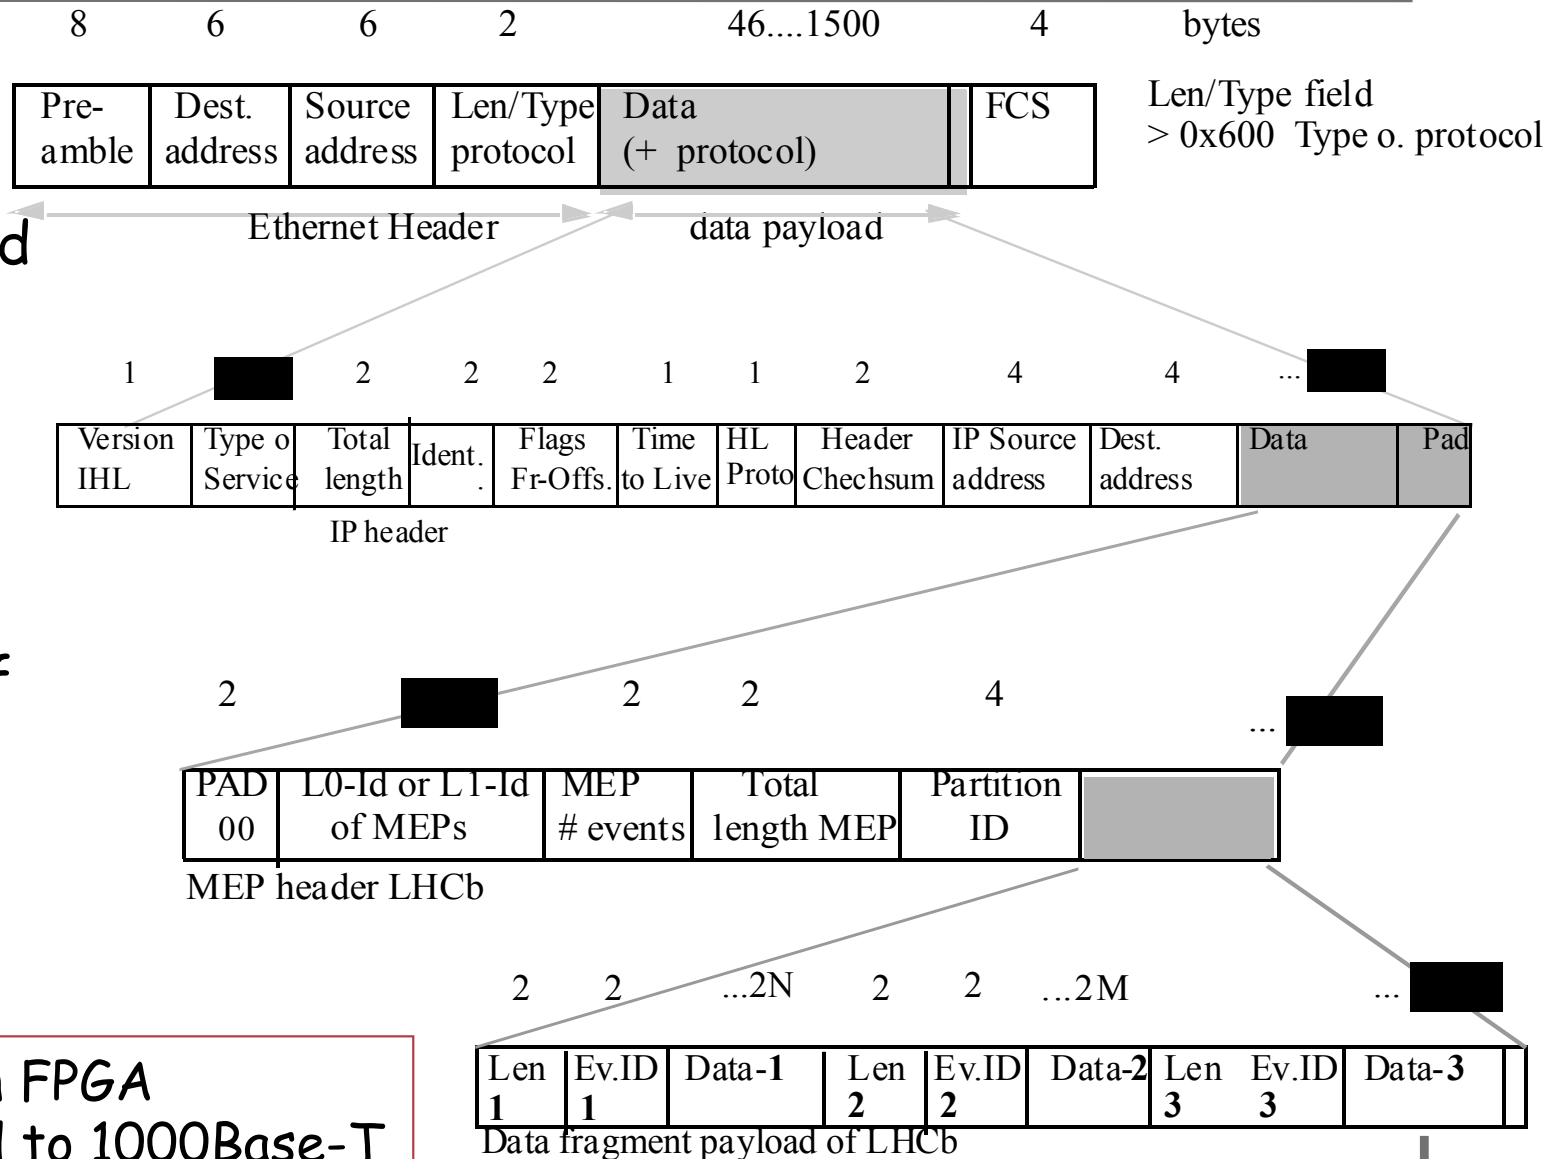 8 6 6 2 46....1500 4 bytes
Pre- Dest. Source Len/Type Data FCS
amble address address protocol (+ protocol)
Len/Type field
> 0x600 Type o. protocol
Ethernet Header data payload
d
1 2 2 2 1 1 2 4 4 ...
Version Type o Total Ident. Flags Time HL Header IP Source Dest. Data Pad
IHL Service length . Fr-Offs. to Live Proto Chechsum address address
IP header
2 2 2 4 ...
PAD L0-Id or L1-Id MEP Total Partition
00 of MEPs # events length MEP ID
MEP header LHCb
2 2 ...2N 2 2 ...2M ...
Len Ev.ID Data-1 Len Ev.ID Data-2 Len Ev.ID Data-3
1 1 2 2 3 3
Data fragment payload of LHCb
FPGA
to 1000Base-T